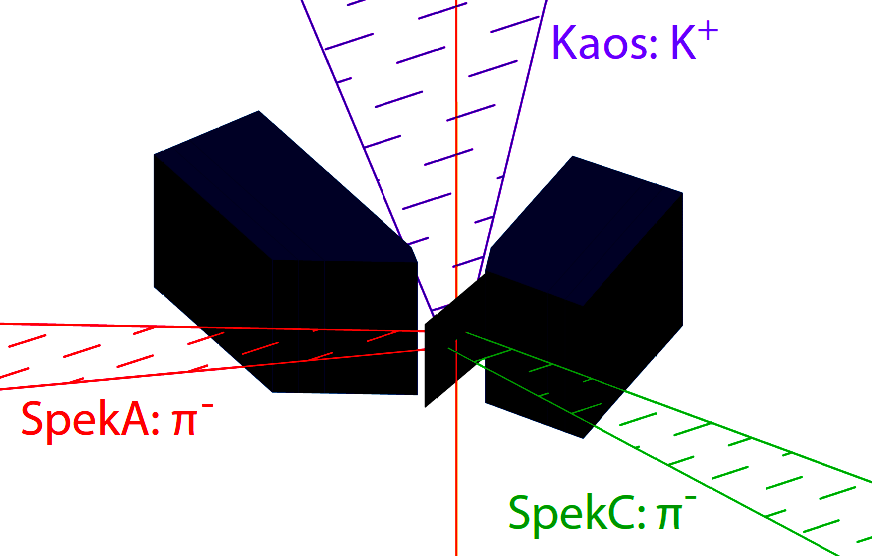 Kaos: K⁺
SpekA: π⁻
SpekC: π⁻